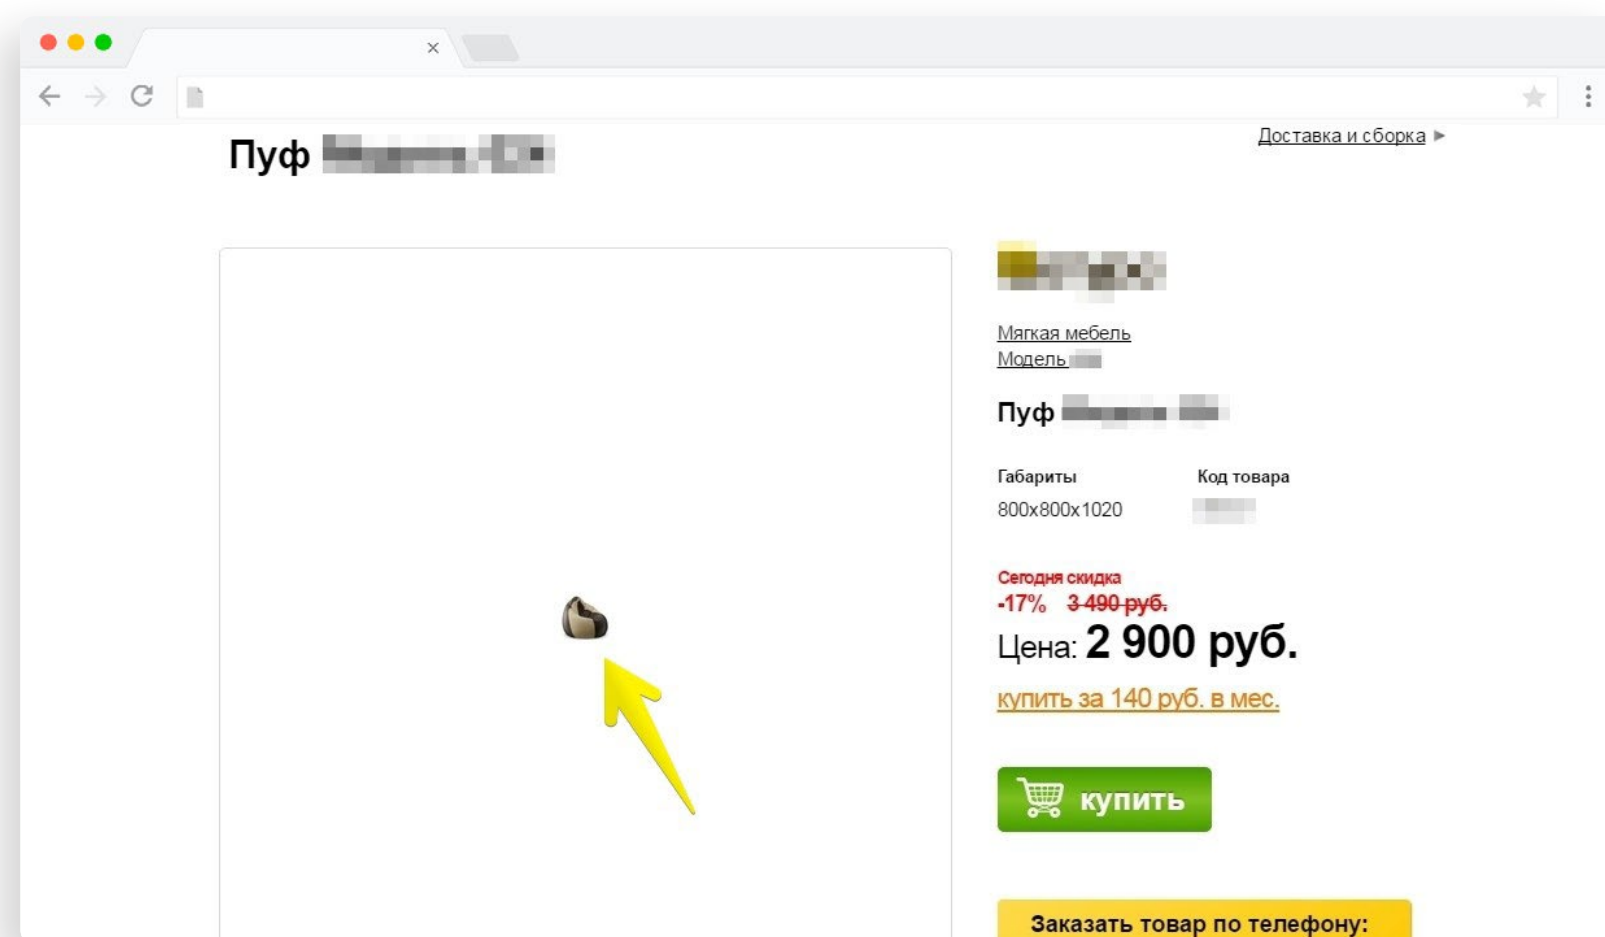 Доставка и сборка
Пуф
Мягкая мебель
Модель
Пуф
Габариты Код товара
800x800x1020
Сегодня скидка
-17% 3 490 руб.
Цена: 2 900 руб.
купить за 140 руб. в мес.
купить
Заказать товар по телефону: